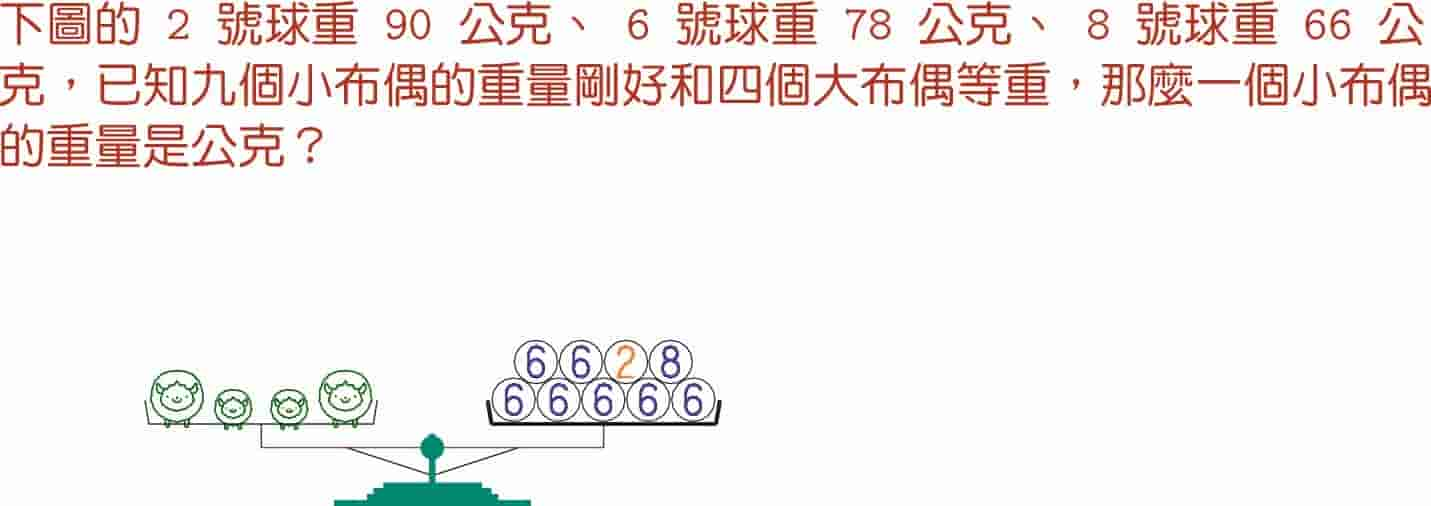 下圖的 2 號球重 90 公克、 6 號球重 78 公克、 8 號球重 66 公
克，已知九個小布偶的重量剛好和四個大布偶等重，那麼一個小布偶
的重量是公克？
6 6 2 8
6 6 6 6 6